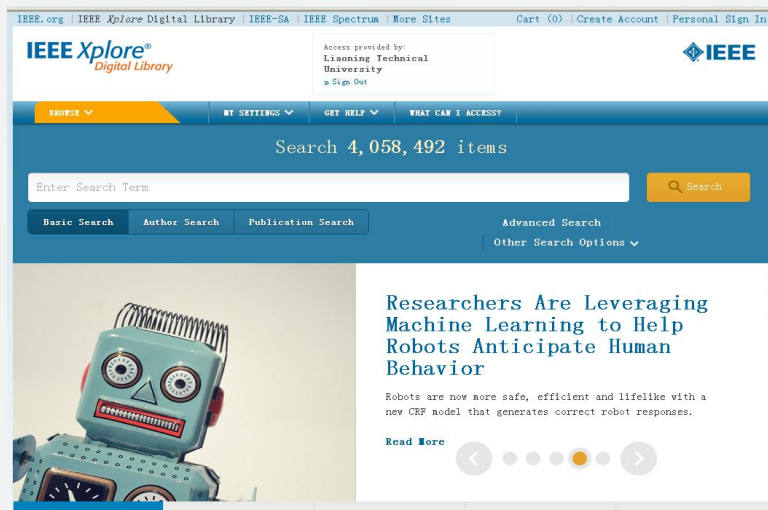 IEEE.org | IEEE Xplore Digital Library | IEEE-SA | IEEE Spectrum | More Sites
Cart (0) | Create Account | Personal Sign In
IEEE Xplore®
Digital Library
Access provided by:
Liaoning Technical
University
» Sign Out
IEEE
BROWSE
MY SETTINGS
GET HELP
WHAT CAN I ACCESS?
Search 4,058,492 items
Enter Search Term
Search
Basic Search
Author Search
Publication Search
Advanced Search
Other Search Options
Researchers Are Leveraging
Machine Learning to Help
Robots Anticipate Human
Behavior
Robots are now more safe, efficient and lifelike with a
new CRF model that generates correct robot responses.
Read More